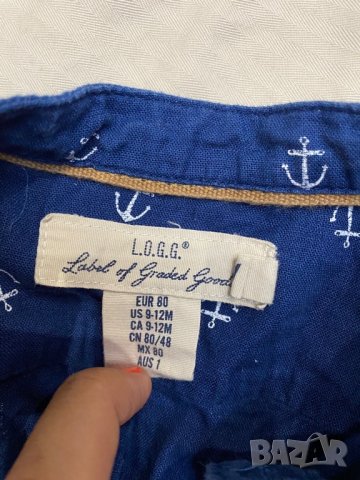 L.O.G.G.®
Label of Graded Goods
EUR 80
US 9-12M
CA 9-12M
CN 80/48
MX 80
AUS 1
BAZAR